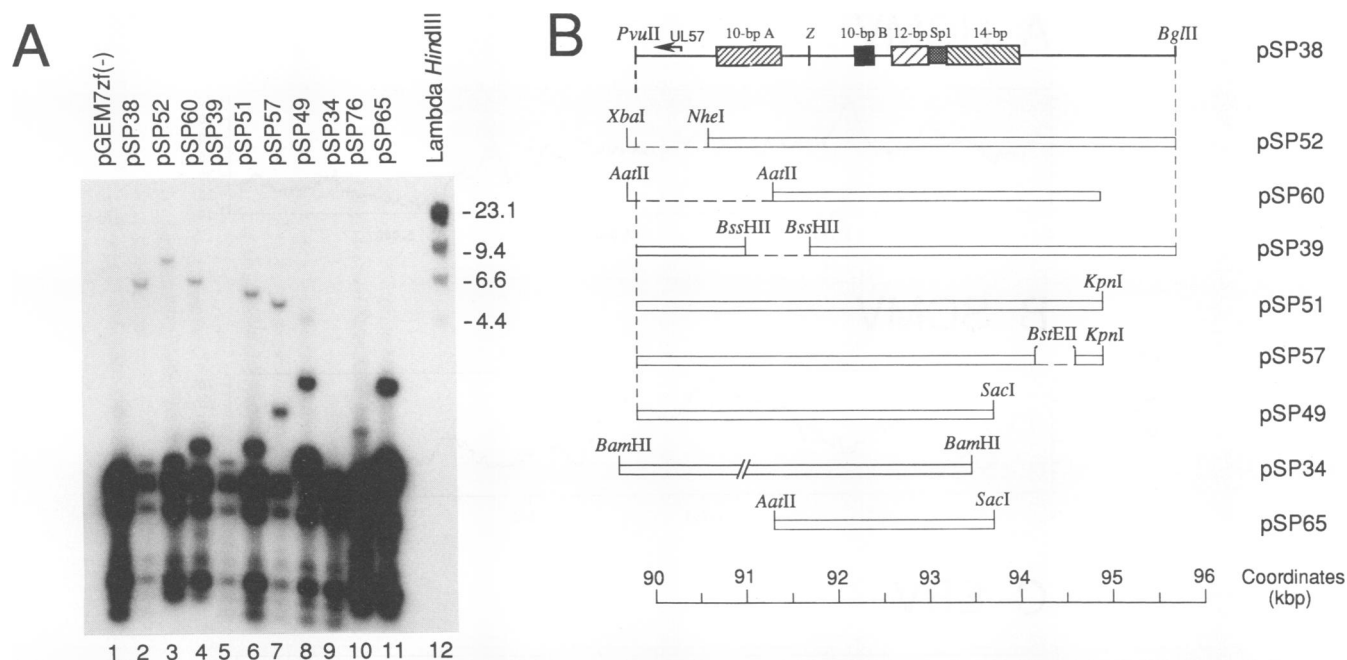 A
pGEM7zf(-)
pSP38
pSP52
pSP60
pSP39
pSP51
pSP57
pSP49
pSP34
pSP76
pSP65
Lambda HindIII
-23.1
-9.4
-6.6
-4.4
1 2 3 4 5 6 7 8 9 10 11 12
B
PvuII UL57 10-bp A Z 10-bp B 12-bp Sp1 14-bp BglII pSP38
XbaI NheI pSP52
AatII AatII pSP60
BssHII BssHII pSP39
KpnI pSP51
BstEII KpnI pSP57
SacI pSP49
BamHI BamHI pSP34
AatII SacI pSP65
90 91 92 93 94 95 96 Coordinates
(kbp)